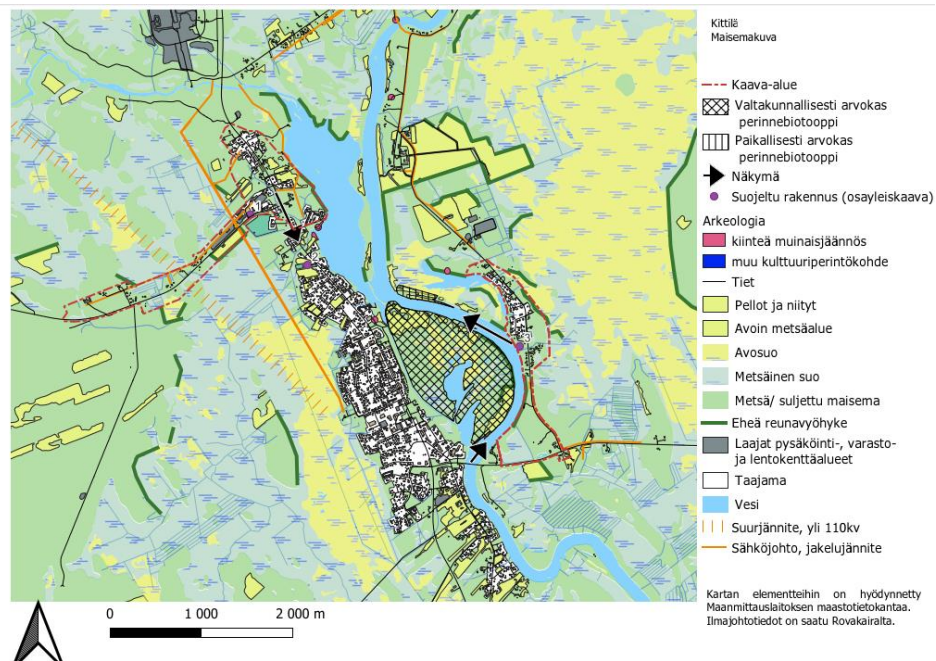 Kittilä
Maisemakuva
Kaava-alue
Valtakunnallisesti arvokas
perinnebiotooppi
Paikallisesti arvokas
perinnebiotooppi
Näkymä
Suojeltu rakennus (osayleiskaava)
Arkeologia
kiinteä muinaisjäännös
muu kulttuuriperintökohde
Tiet
Pellot ja niityt
Avoin metsäalue
Avosuo
Metsäinen suo
Metsä/ suljettu maisema
Eheä reunavyöhyke
Laajat pysäköinti-, varasto-
ja lentokenttäalueet
Taajama
Vesi
Suurjännite, yli 110kv
Sähköjohto, jakelujännite
Kartan elementteihin on hyödynnetty
Maanmittauslaitoksen maastotietokantaa.
Ilmajohtotiedot on saatu Rovakairalta.
3
0 1 000 2 000 m